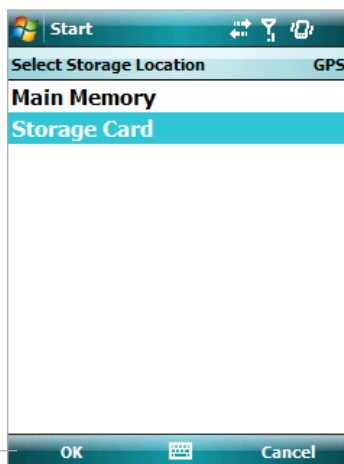 Start
Select Storage Location GPS
Main Memory
Storage Card
OK Cancel